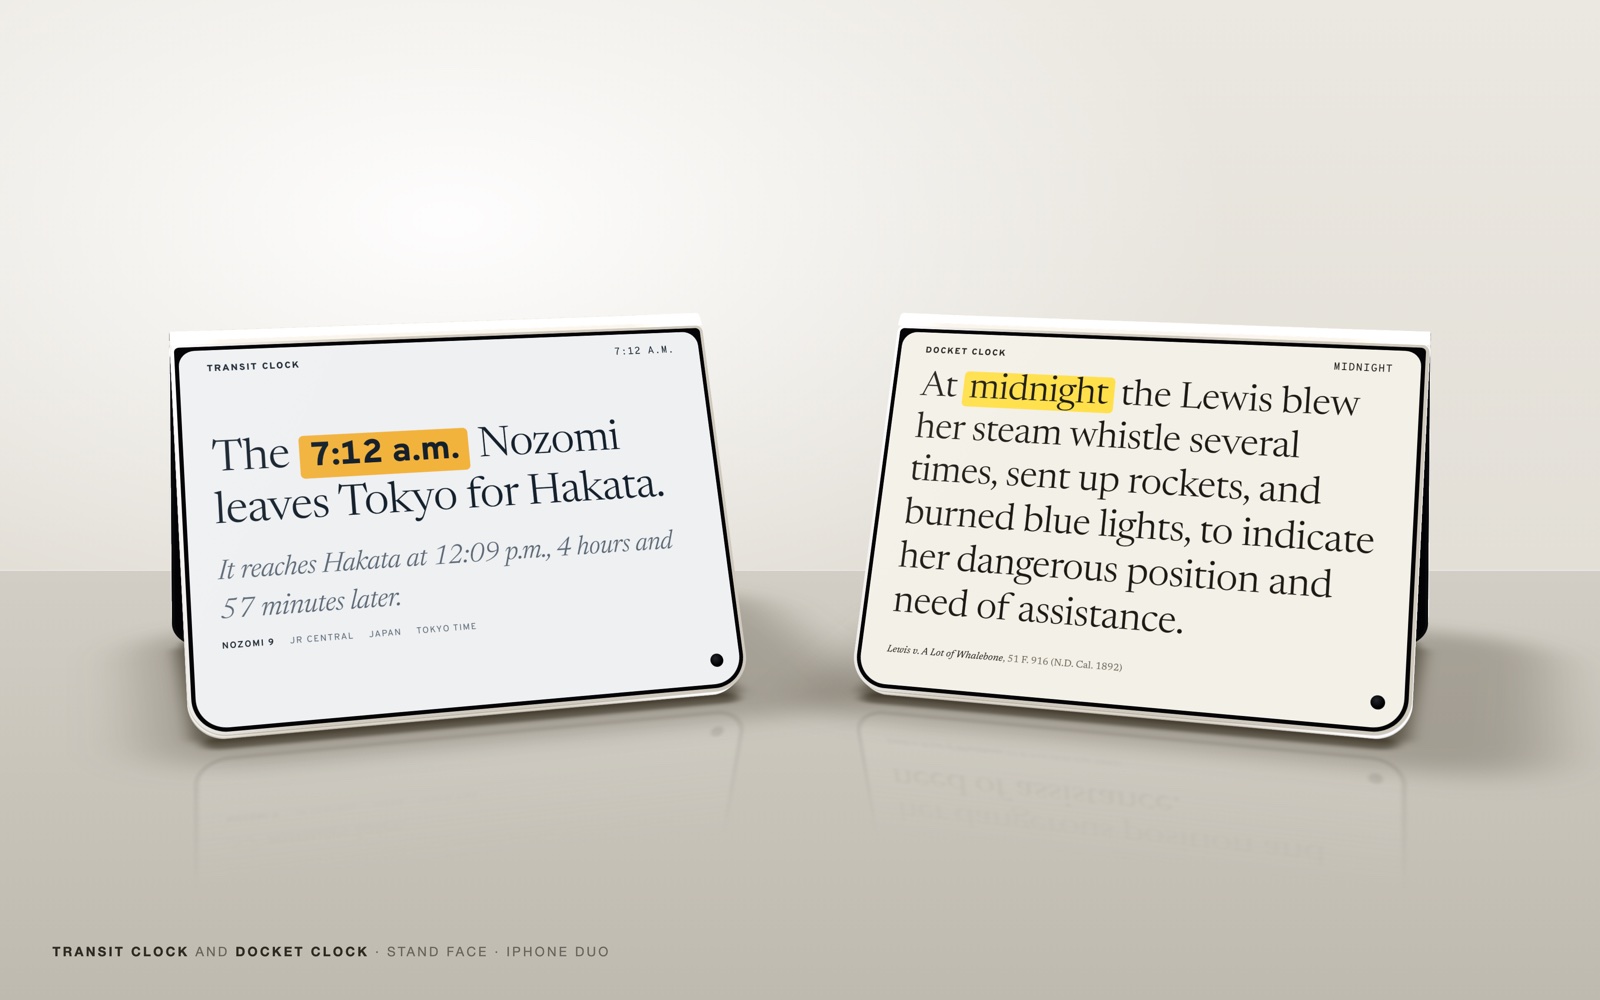 TRANSIT CLOCK
7:12 A.M.
The 7:12 a.m. Nozomi
leaves Tokyo for Hakata.
It reaches Hakata at 12:09 p.m., 4 hours and
57 minutes later.
NOZOMI 9 JR CENTRAL JAPAN TOKYO TIME
DOCKET CLOCK
MIDNIGHT
At midnight the Lewis blew
her steam whistle several
times, sent up rockets, and
burned blue lights, to indicate
her dangerous position and
need of assistance.
Lewis v. A Lot of Whalebone, 51 F. 916 (N.D. Cal. 1892)
TRANSIT CLOCK AND DOCKET CLOCK · STAND FACE · IPHONE DUO